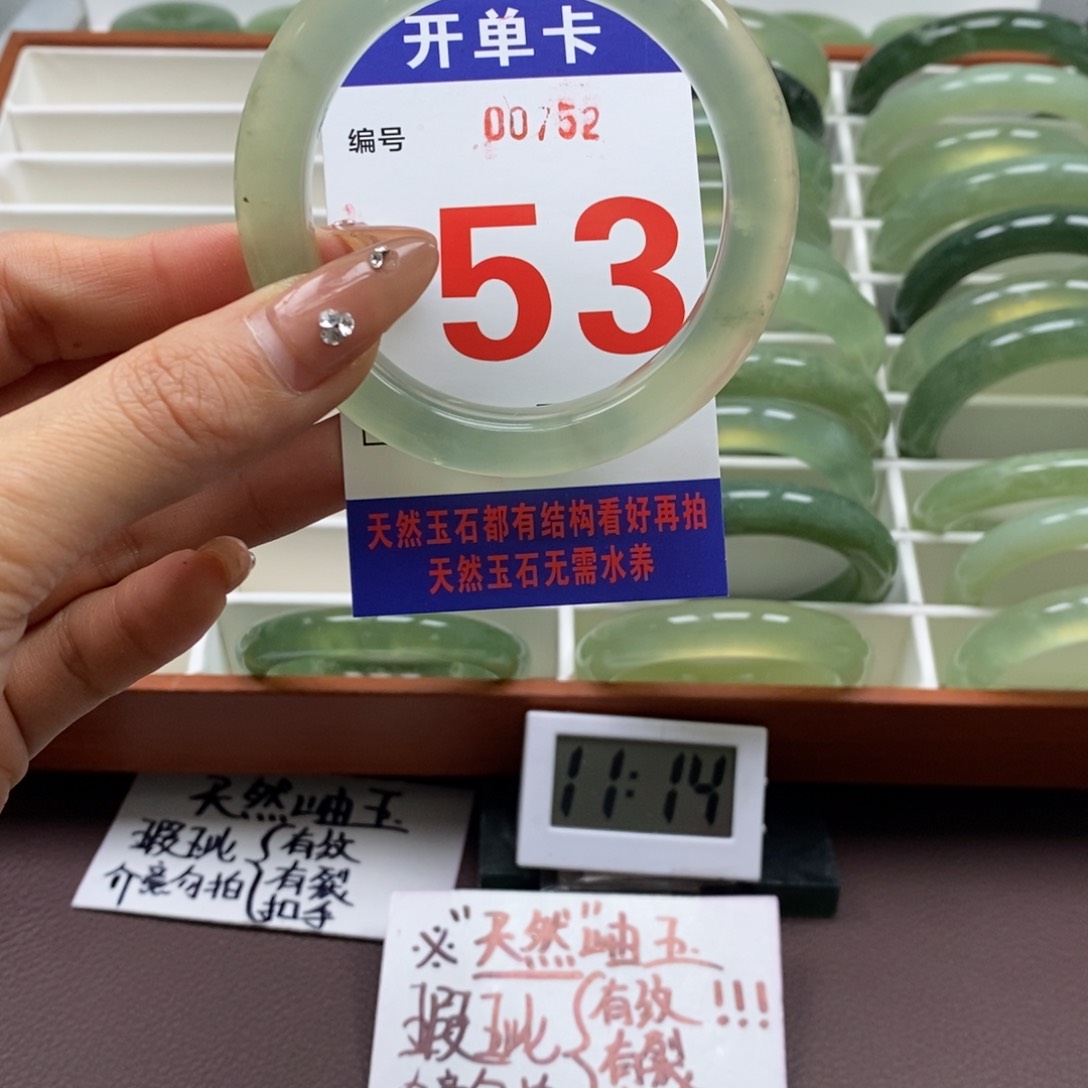 开单卡
编号 00752
53
天然玉石都有结构看好再拍
天然玉石无需水养
11:14
天然岫玉
瑕玼 有纹
介意勿拍 有裂
扣手
※"天然"岫玉
瑕玼 有纹 !!!
有裂